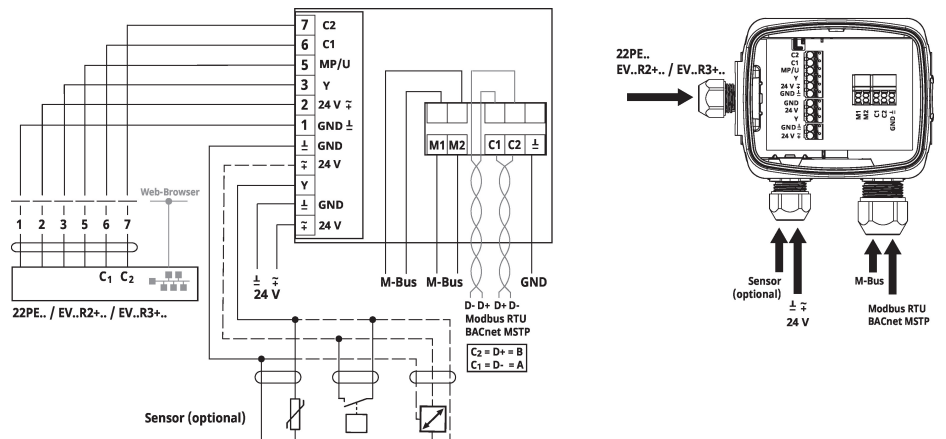 7 C2
6 C1
5 MP/U
3 Y
2 24 V ⩲
1 GND ⏊
⏊ GND
⩲ 24 V
Y
⏊ GND
⩲ 24 V
M1 M2 C1 C2 ⏊
Web-Browser
1 2 3 5 6 7
C1 C2
22PE.. / EV..R2+.. / EV..R3+..
⏊ ⩲
24 V
M-Bus M-Bus GND
D- D+ D+ D-
Modbus RTU
BACnet MSTP
C2 = D+ = B
C1 = D- = A
Sensor (optional)
22PE..
EV..R2+.. / EV..R3+..
C2
C1
MP/U
Y
24 V ⩲
GND ⏊
GND
24 V
Y
GND ⏊
24 V ⩲
M1
M2
C1
C2
GND ⏊
Sensor
(optional)
⏊ ⩲
24 V
M-Bus
Modbus RTU
BACnet MSTP